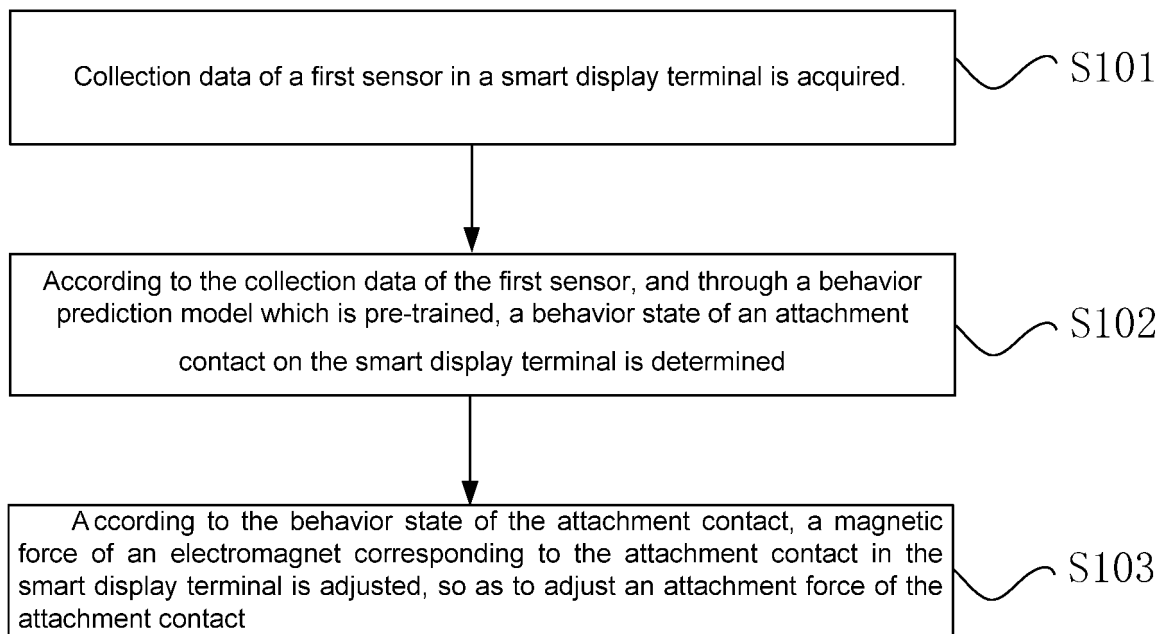 Collection data of a first sensor in a smart display terminal is acquired.
S101
According to the collection data of the first sensor, and through a behavior
prediction model which is pre-trained, a behavior state of an attachment
contact on the smart display terminal is determined
S102
According to the behavior state of the attachment contact, a magnetic
force of an electromagnet corresponding to the attachment contact in the
smart display terminal is adjusted, so as to adjust an attachment force of the
attachment contact
S103